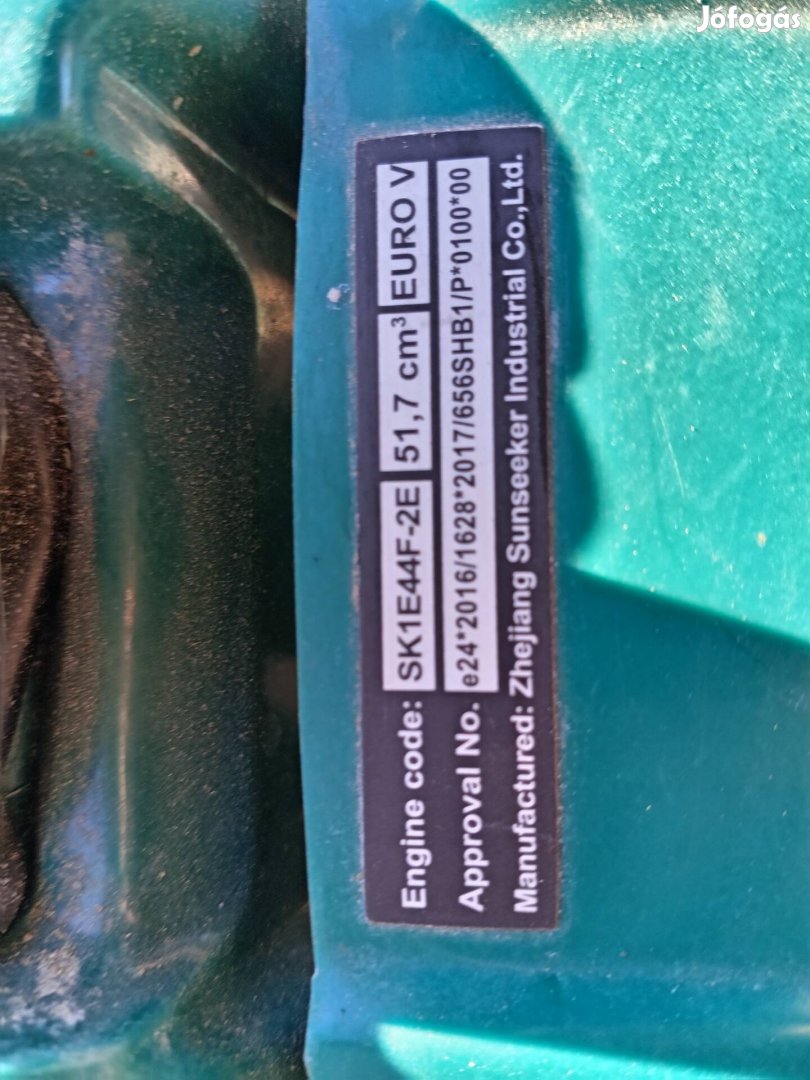 Jófogás
Engine code: SK1E44F-2E 51,7 cm³ EURO V
Approval No. e24*2016/1628*2017/656SHB1/P*0100*00
Manufactured: Zhejiang Sunseeker Industrial Co.,Ltd.